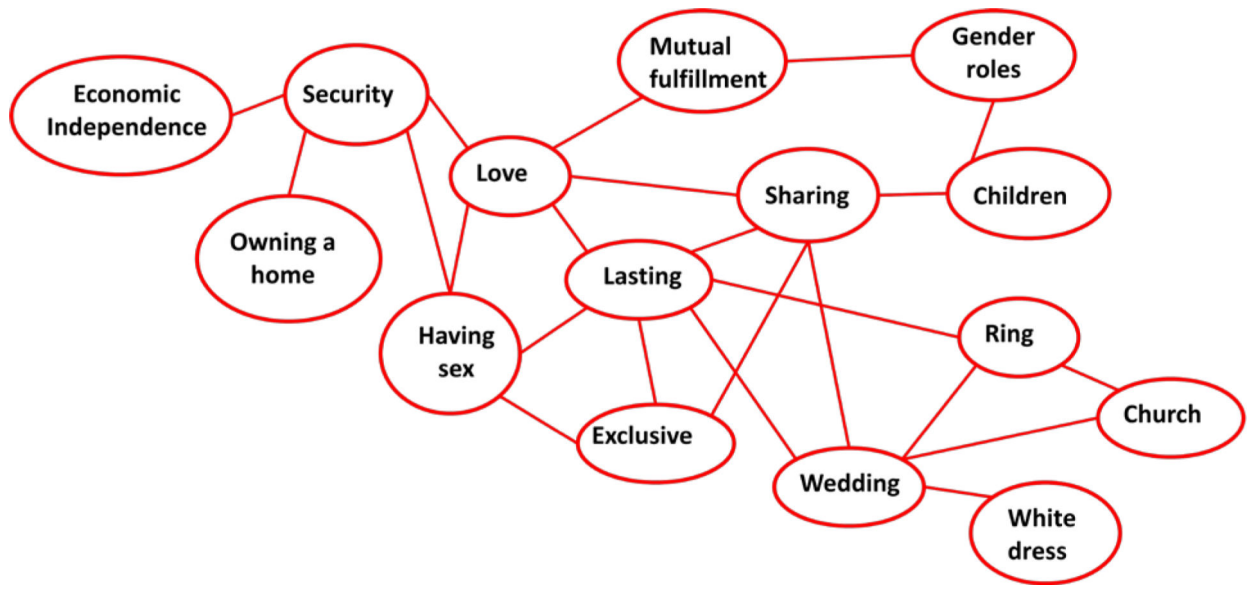 Economic
Independence
Security
Mutual
fulfillment
Gender
roles
Love
Sharing
Children
Owning a
home
Lasting
Having
sex
Ring
Exclusive
Church
Wedding
White
dress